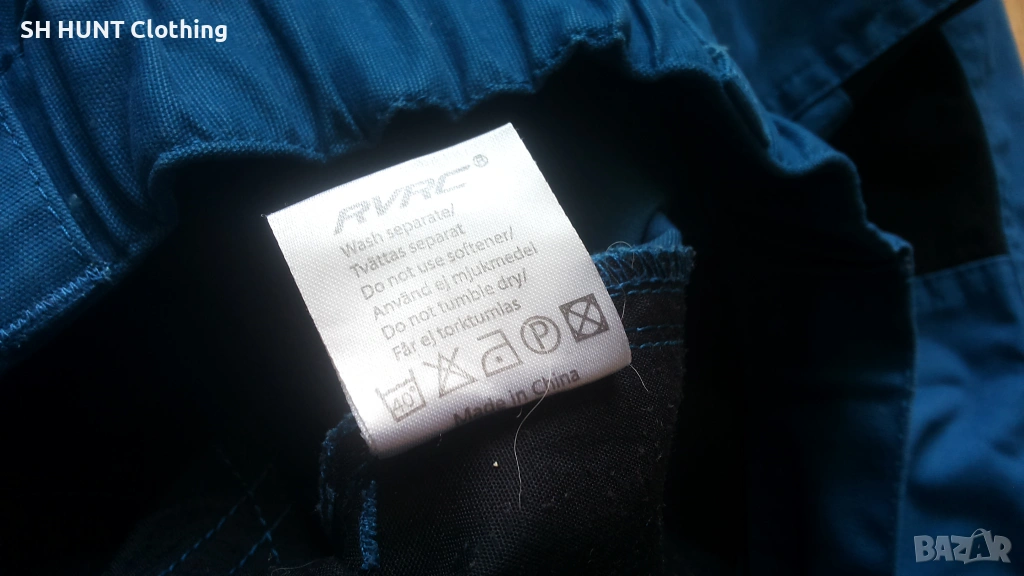 SH HUNT Clothing
RVRC®
Wash separate/
Tvättas separat
Do not use softener/
Använd ej mjukmedel
Do not tumble dry/
Får ej torktumlas
40°
P
Made in China
BAZAR